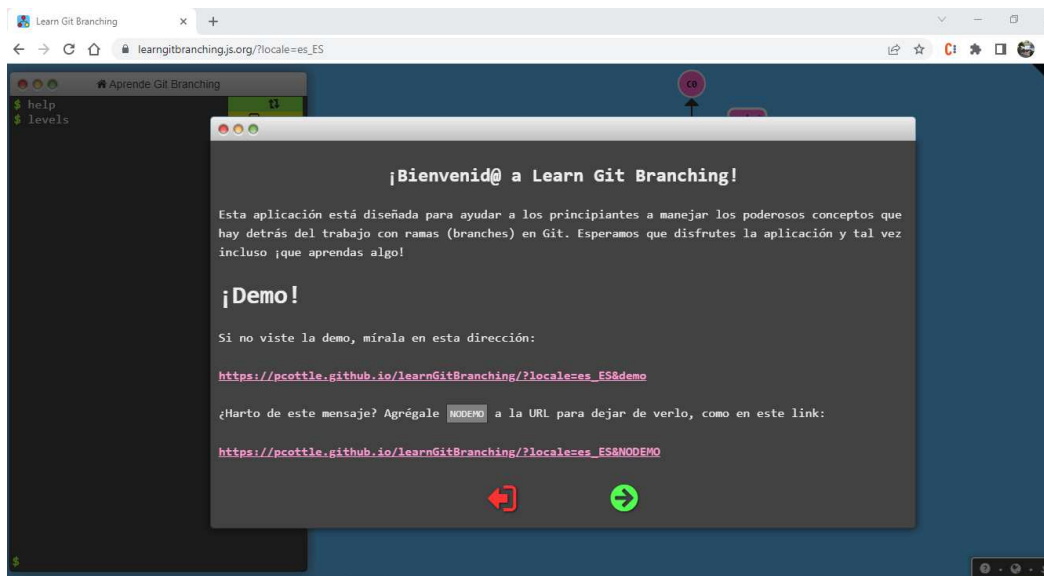 Learn Git Branching
learngitbranching.js.org/?locale=es_ES
Aprende Git Branching
$ help
$ levels
C0
¡Bienvenid@ a Learn Git Branching!
Esta aplicación está diseñada para ayudar a los principiantes a manejar los poderosos conceptos que
hay detrás del trabajo con ramas (branches) en Git. Esperamos que disfrutes la aplicación y tal vez
incluso ¡que aprendas algo!
¡Demo!
Si no viste la demo, mírala en esta dirección:
https://pcottle.github.io/learnGitBranching/?locale=es_ES&demo
¿Harto de este mensaje? Agrégale NODEMO a la URL para dejar de verlo, como en este link:
https://pcottle.github.io/learnGitBranching/?locale=es_ES&NODEMO
$